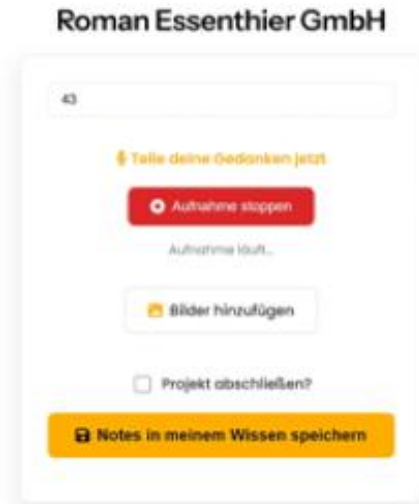 Roman Essenthier GmbH
43
Teile deine Gedanken jetzt
Aufnahme stoppen
Aufnahme läuft...
Bilder hinzufügen
Projekt abschließen?
Notes in meinem Wissen speichern